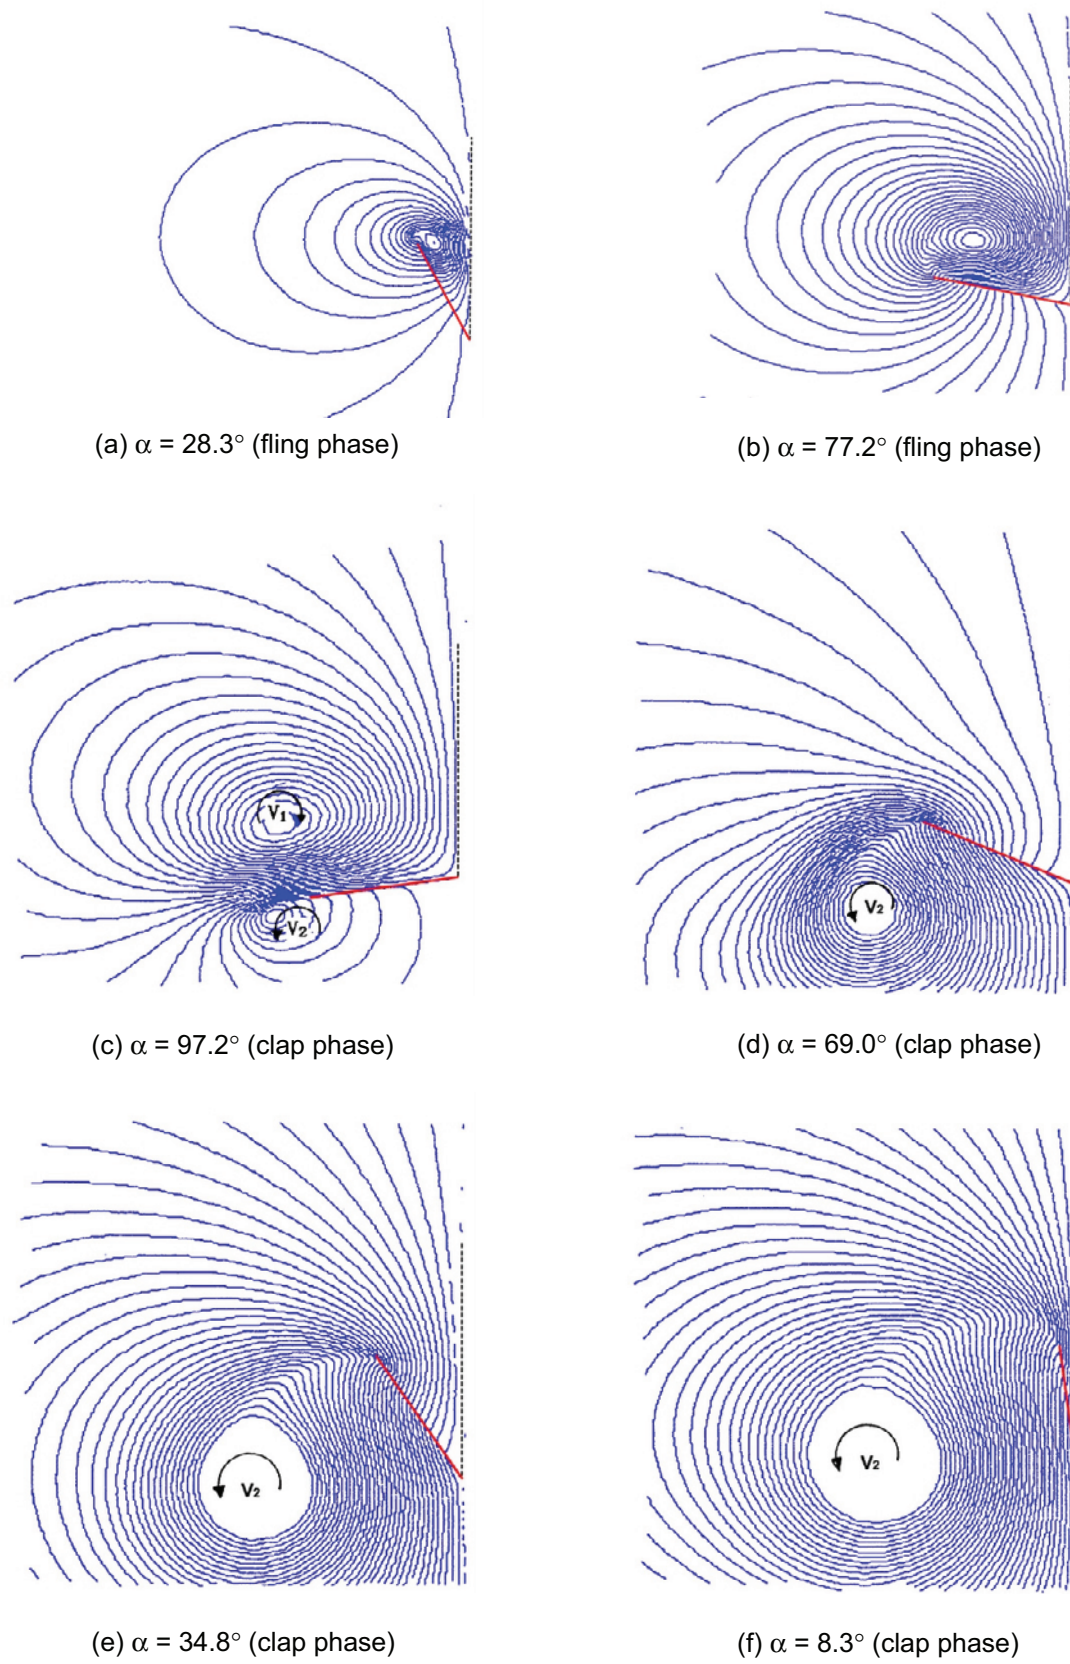 (a) α = 28.3° (fling phase)
(b) α = 77.2° (fling phase)
V₁
V₂
(c) α = 97.2° (clap phase)
V₂
(d) α = 69.0° (clap phase)
V₂
(e) α = 34.8° (clap phase)
V₂
(f) α = 8.3° (clap phase)